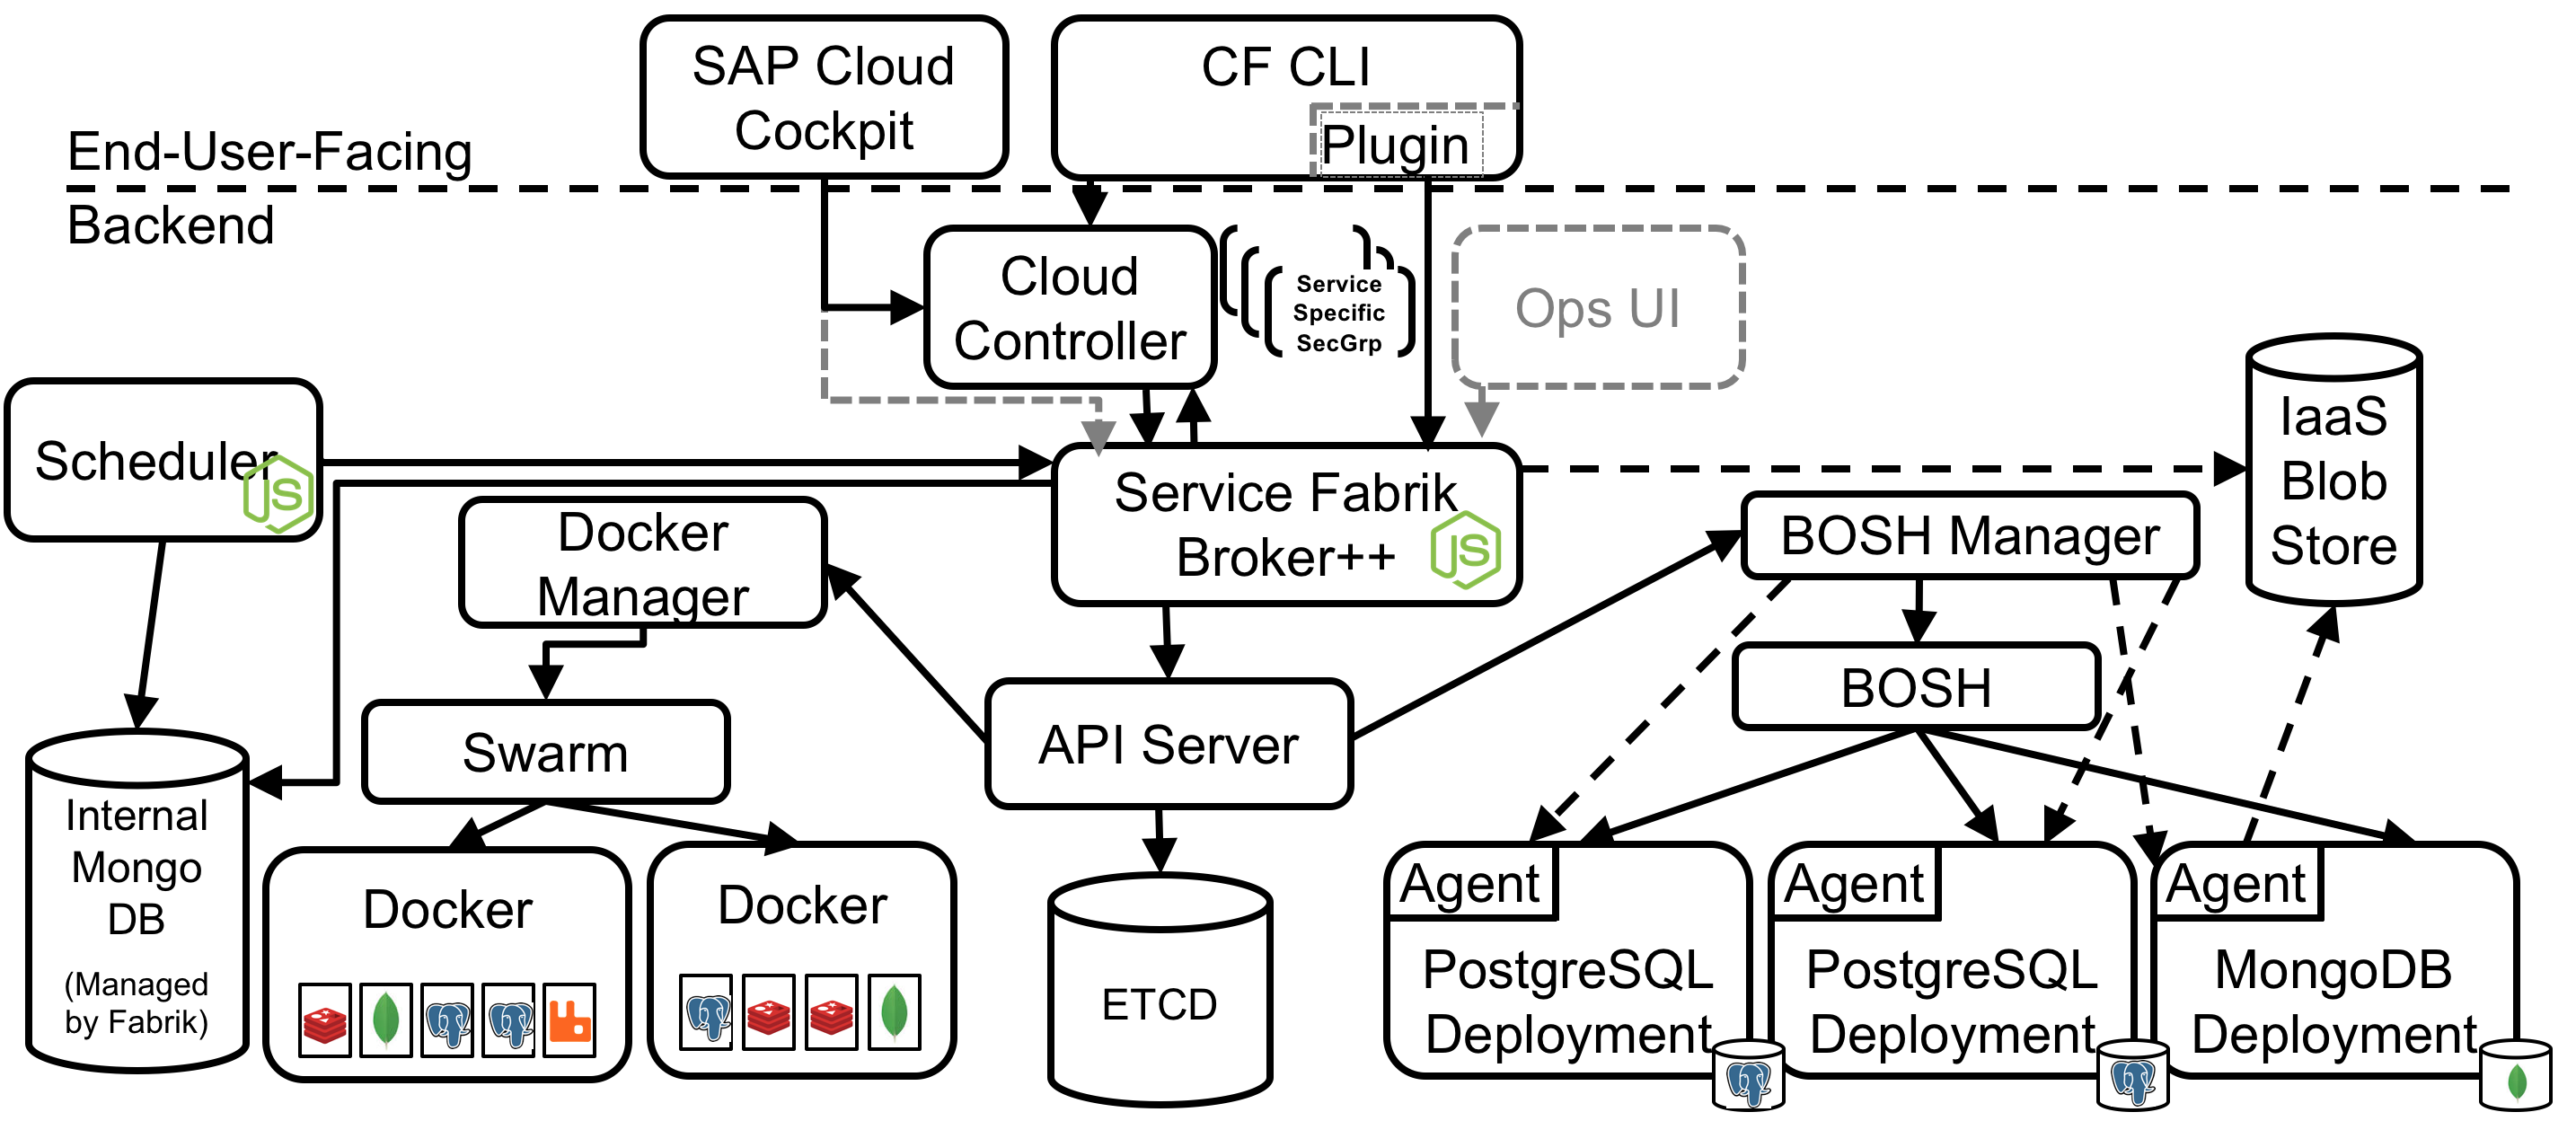 SAP Cloud
Cockpit
CF CLI
Plugin
End-User-Facing
Backend
Cloud
Controller
Service
Specific
SecGrp
Ops UI
Scheduler
JS
Service Fabrik
Broker++
JS
IaaS
Blob
Store
Docker
Manager
BOSH Manager
BOSH
Swarm
API Server
Internal
Mongo
DB
(Managed
by Fabrik)
Docker
Docker
ETCD
Agent
PostgreSQL
Deployment
Agent
PostgreSQL
Deployment
Agent
MongoDB
Deployment